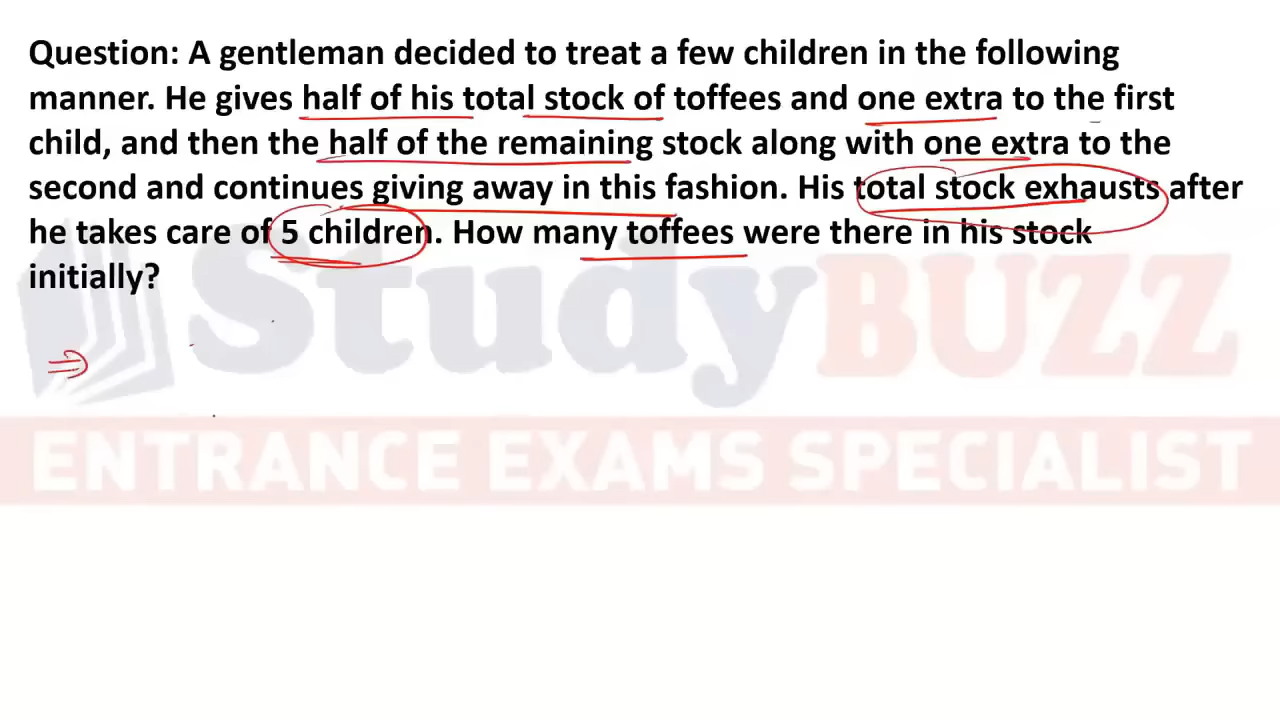 Question: A gentleman decided to treat a few children in the following
manner. He gives half of his total stock of toffees and one extra to the first
child, and then the half of the remaining stock along with one extra to the
second and continues giving away in this fashion. His total stock exhausts after
he takes care of 5 children. How many toffees were there in his stock
initially?
StudyBUZZ
ENTRANCE EXAMS SPECIALIST